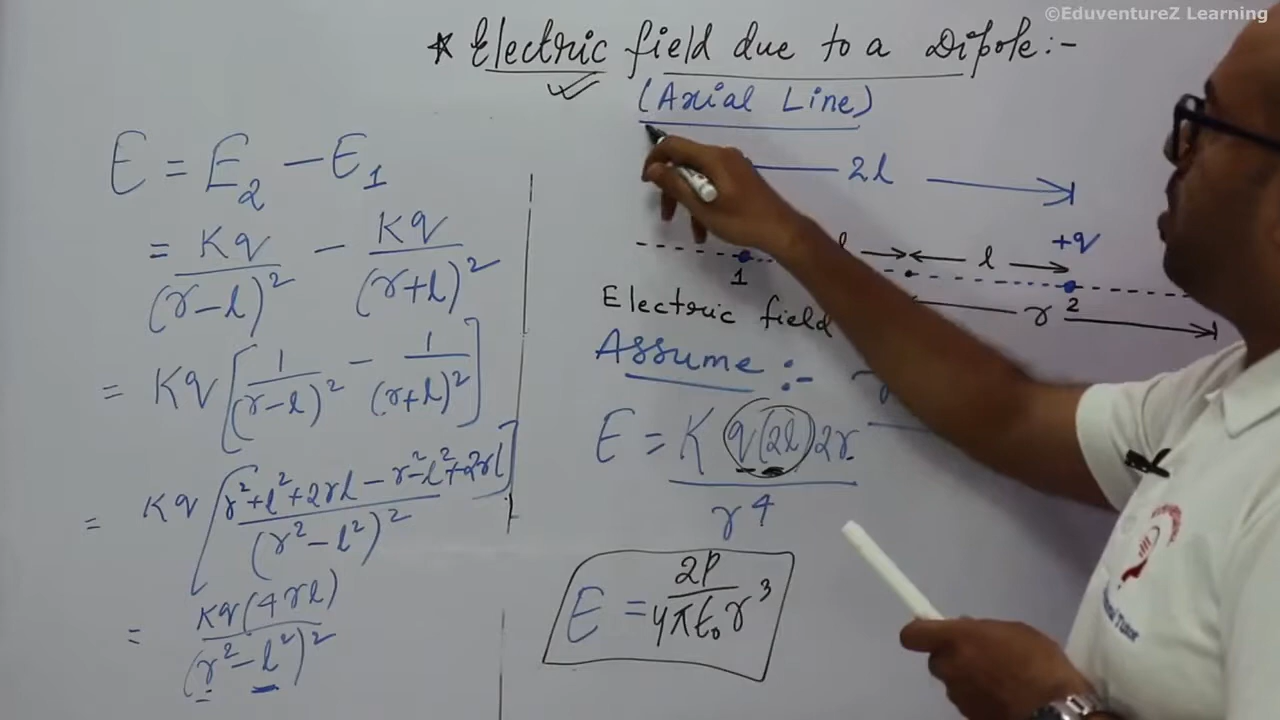 ©EduventureZ Learning
* Electric field due to a Dipole:-
(Axial Line)
E = E₂ - E₁
= Kq/(r-l)² - Kq/(r+l)²
= Kq[1/(r-l)² - 1/(r+l)²]
= Kq[r²+l²+2rl-r²-l²+2rl/(r²-l²)²]
= Kq(4rl)/(r²-l²)²
2l
+q
l
1
2
r
Electric field
Assume :-
E = K q(2l)2r/r⁴
E = 2P/4πε₀r³